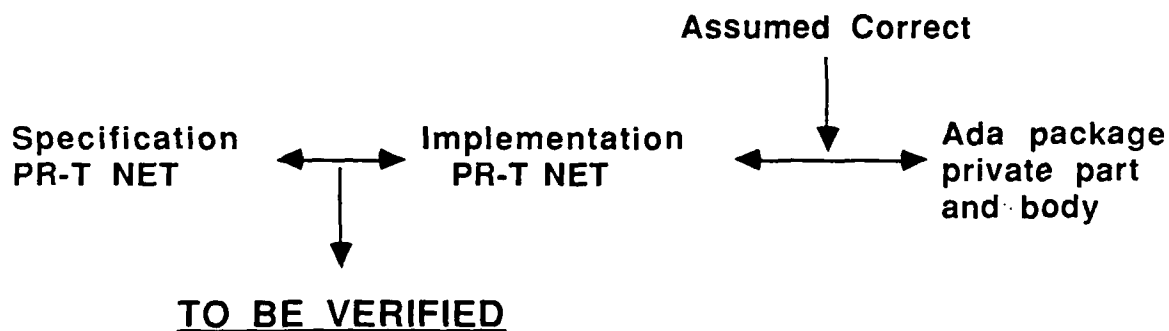 Assumed Correct
Specification
PR-T NET
Implementation
PR-T NET
Ada package
private part
and body
TO BE VERIFIED